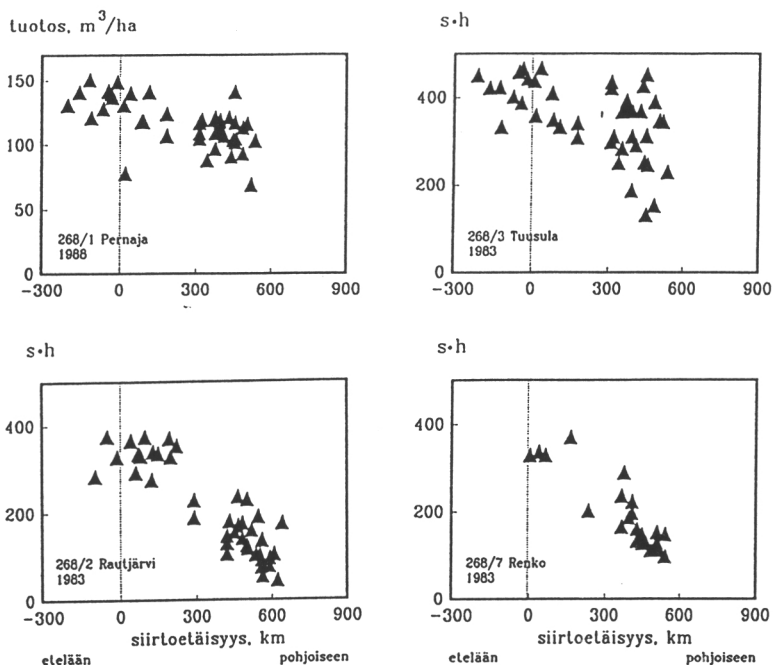 tuotos, m³/ha
150
100
50
0
268/1 Pernaja
1988
−300 0 300 600 900
s·h
400
200
0
268/3 Tuusula
1983
−300 0 300 600 900
s·h
400
200
0
268/2 Rautjärvi
1983
−300 0 300 600 900
siirtoetäisyys, km
etelään pohjoiseen
s·h
400
200
0
268/7 Renko
1983
−300 0 300 600 900
siirtoetäisyys, km
etelään pohjoiseen